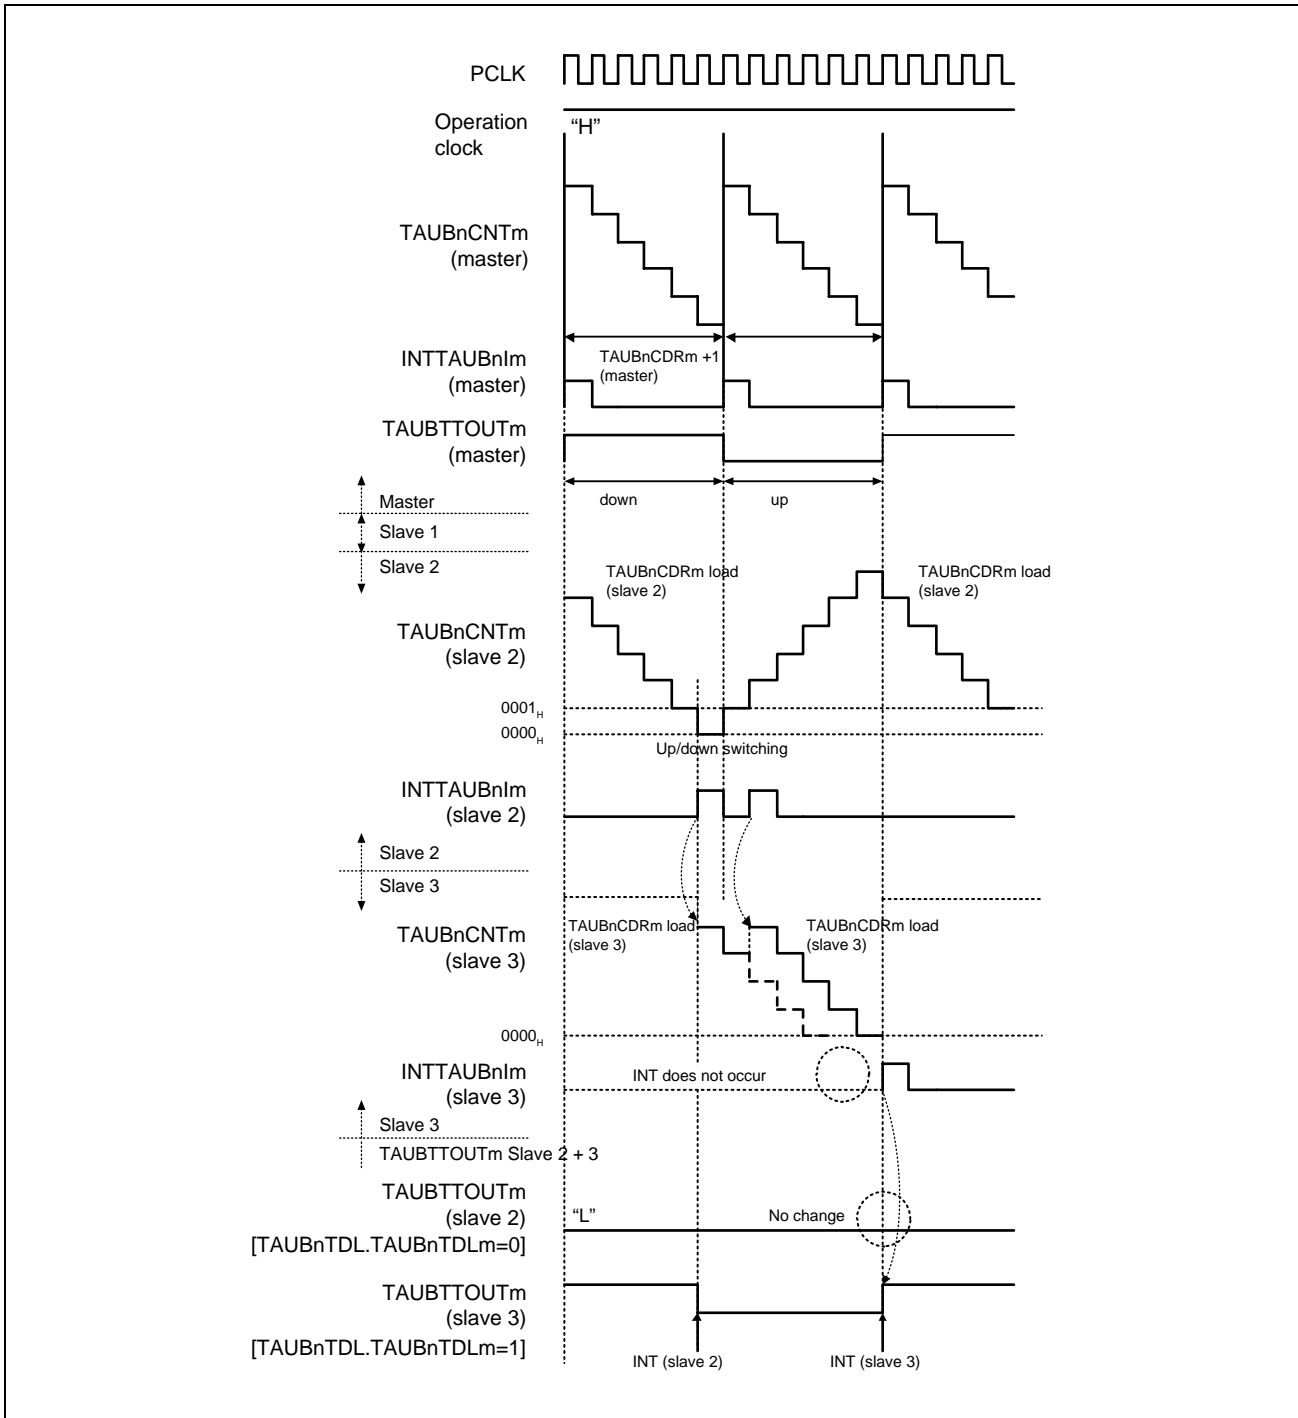 PCLK
Operation
clock
“H”
TAUBnCNTm
(master)
INTTAUBnIm
(master)
TAUBnCDRm +1
(master)
TAUBTTOUTm
(master)
Master
down
up
Slave 1
Slave 2
TAUBnCDRm load
(slave 2)
TAUBnCDRm load
(slave 2)
TAUBnCNTm
(slave 2)
0001H
0000H
Up/down switching
INTTAUBnIm
(slave 2)
Slave 2
Slave 3
TAUBnCNTm
(slave 3)
TAUBnCDRm load
(slave 3)
TAUBnCDRm load
(slave 3)
0000H
INTTAUBnIm
(slave 3)
INT does not occur
Slave 3
TAUBTTOUTm Slave 2 + 3
TAUBTTOUTm
(slave 2)
[TAUBnTDL.TAUBnTDLm=0]
“L”
No change
TAUBTTOUTm
(slave 3)
[TAUBnTDL.TAUBnTDLm=1]
INT (slave 2)
INT (slave 3)